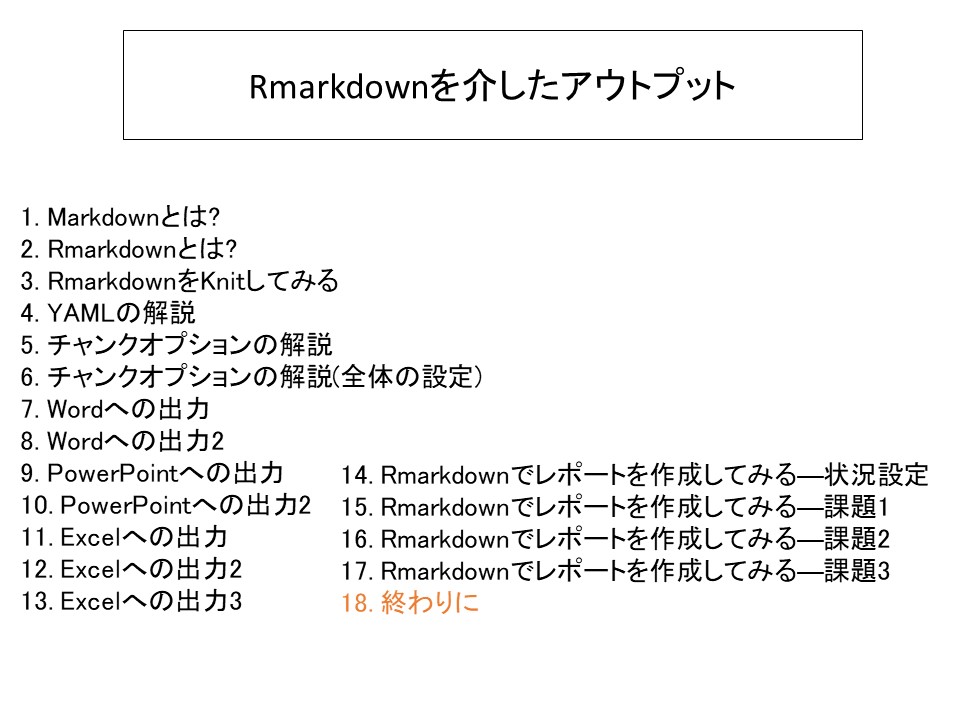 Rmarkdownを介したアウトプット
1. Markdownとは?
2. Rmarkdownとは?
3. RmarkdownをKnitしてみる
4. YAMLの解説
5. チャンクオプションの解説
6. チャンクオプションの解説(全体の設定)
7. Wordへの出力
8. Wordへの出力2
9. PowerPointへの出力
10. PowerPointへの出力2
11. Excelへの出力
12. Excelへの出力2
13. Excelへの出力3
14. Rmarkdownでレポートを作成してみる―状況設定
15. Rmarkdownでレポートを作成してみる―課題1
16. Rmarkdownでレポートを作成してみる―課題2
17. Rmarkdownでレポートを作成してみる―課題3
18. 終わりに